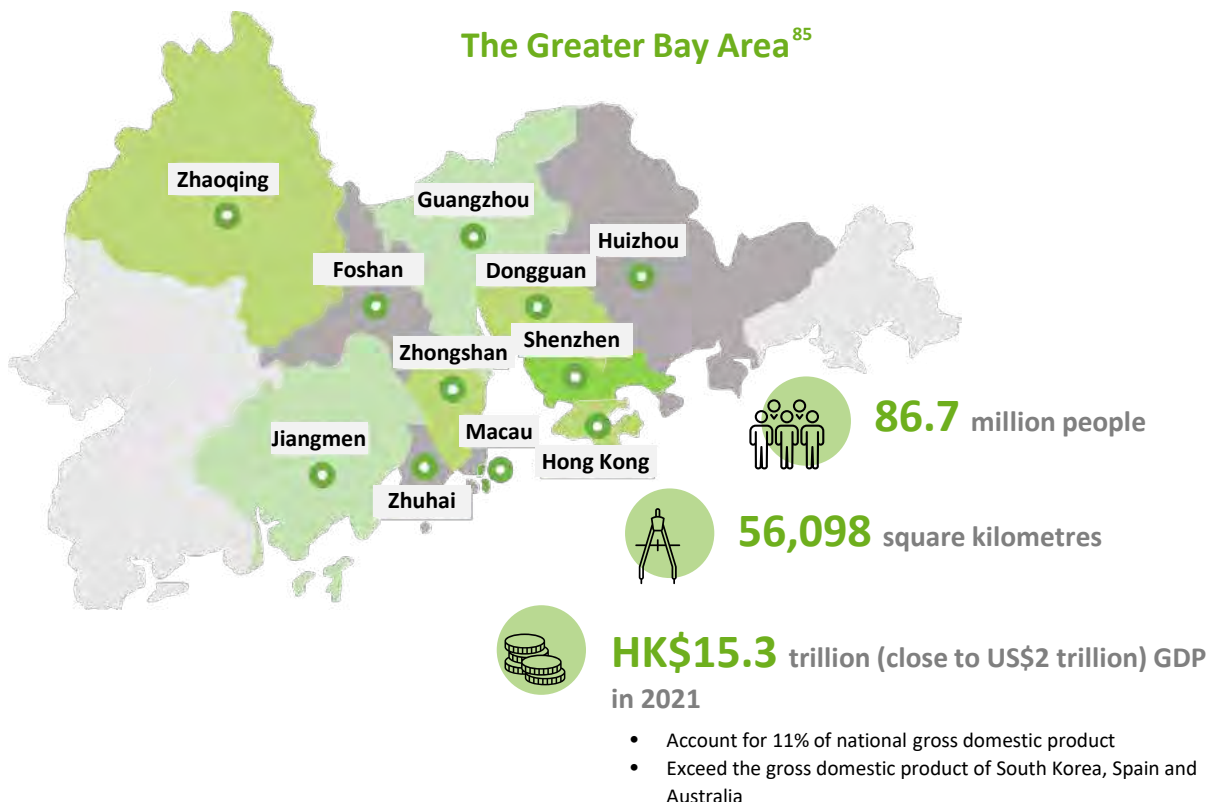 The Greater Bay Area85
Zhaoqing
Guangzhou
Huizhou
Foshan
Dongguan
Shenzhen
Zhongshan
Jiangmen
Macau
Hong Kong
Zhuhai
86.7 million people
56,098 square kilometres
HK$15.3 trillion (close to US$2 trillion) GDP
in 2021
• Account for 11% of national gross domestic product
• Exceed the gross domestic product of South Korea, Spain and
Australia